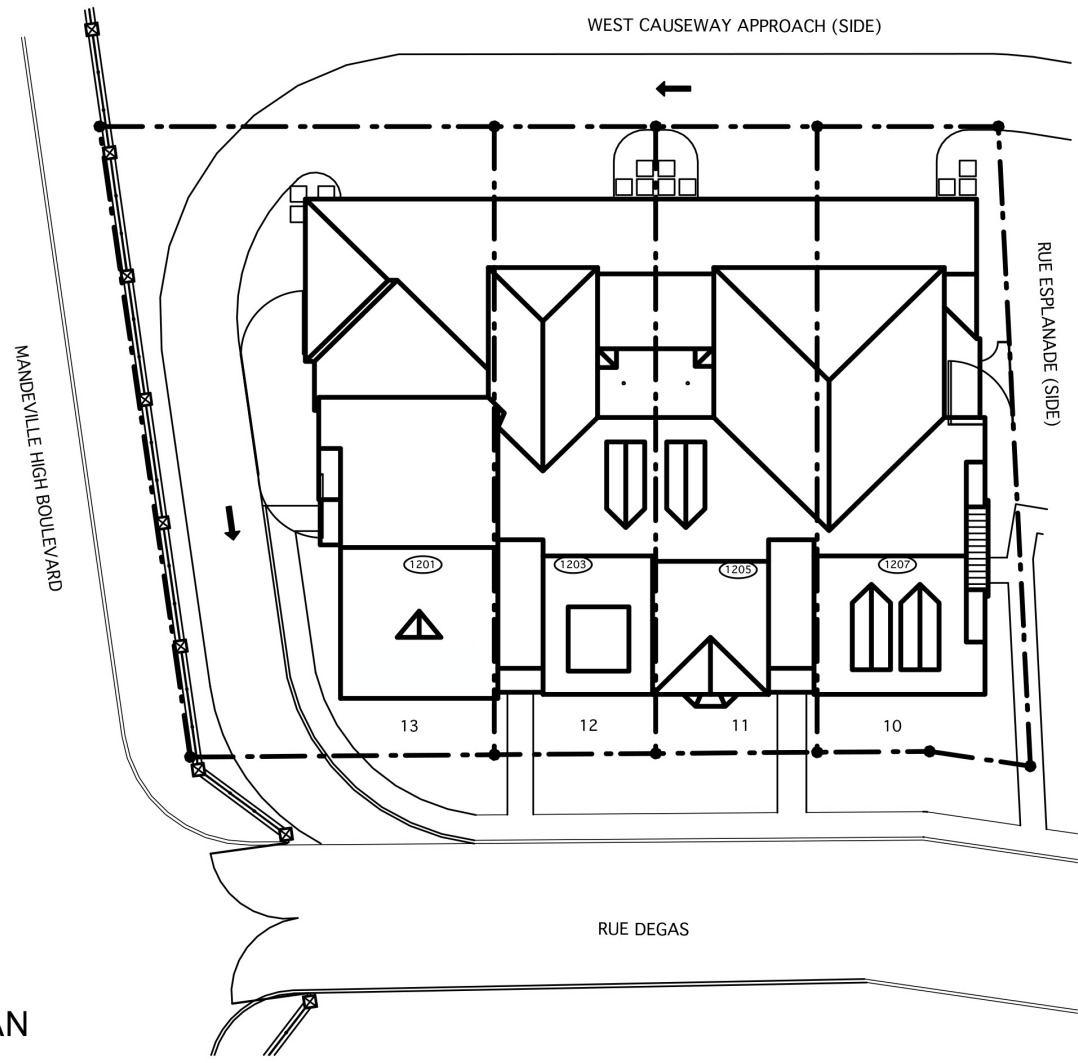 WEST CAUSEWAY APPROACH (SIDE)
RUE ESPLANADE (SIDE)
MANDEVILLE HIGH BOULEVARD
1201
1203
1205
1207
13
12
11
10
RUE DEGAS